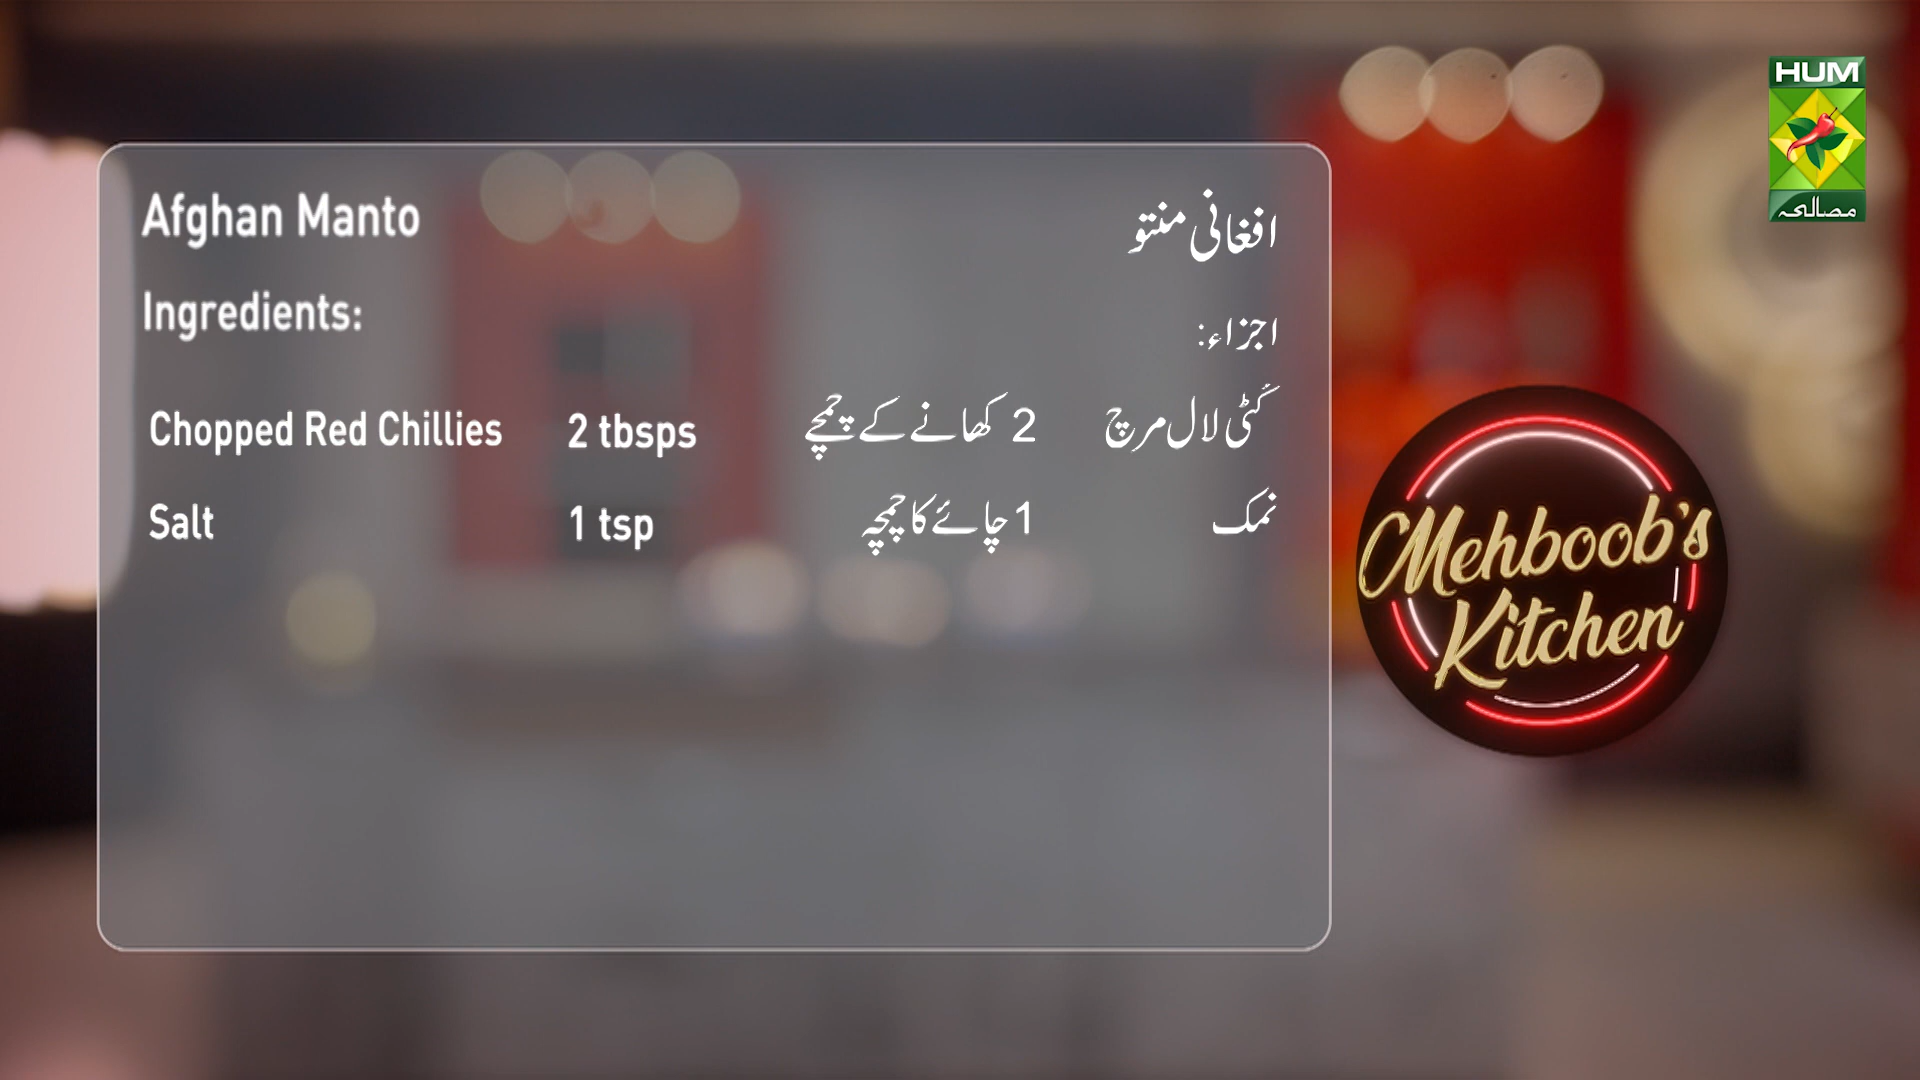 HUM
مصالحہ
Afghan Manto افغانی منتو
Ingredients: اجزاء:
Chopped Red Chillies 2 tbsps 2 کھانے کے چمچے کُٹی لال مرچ
Salt 1 tsp 1 چائے کا چمچہ نمک
Mehboob's
Kitchen